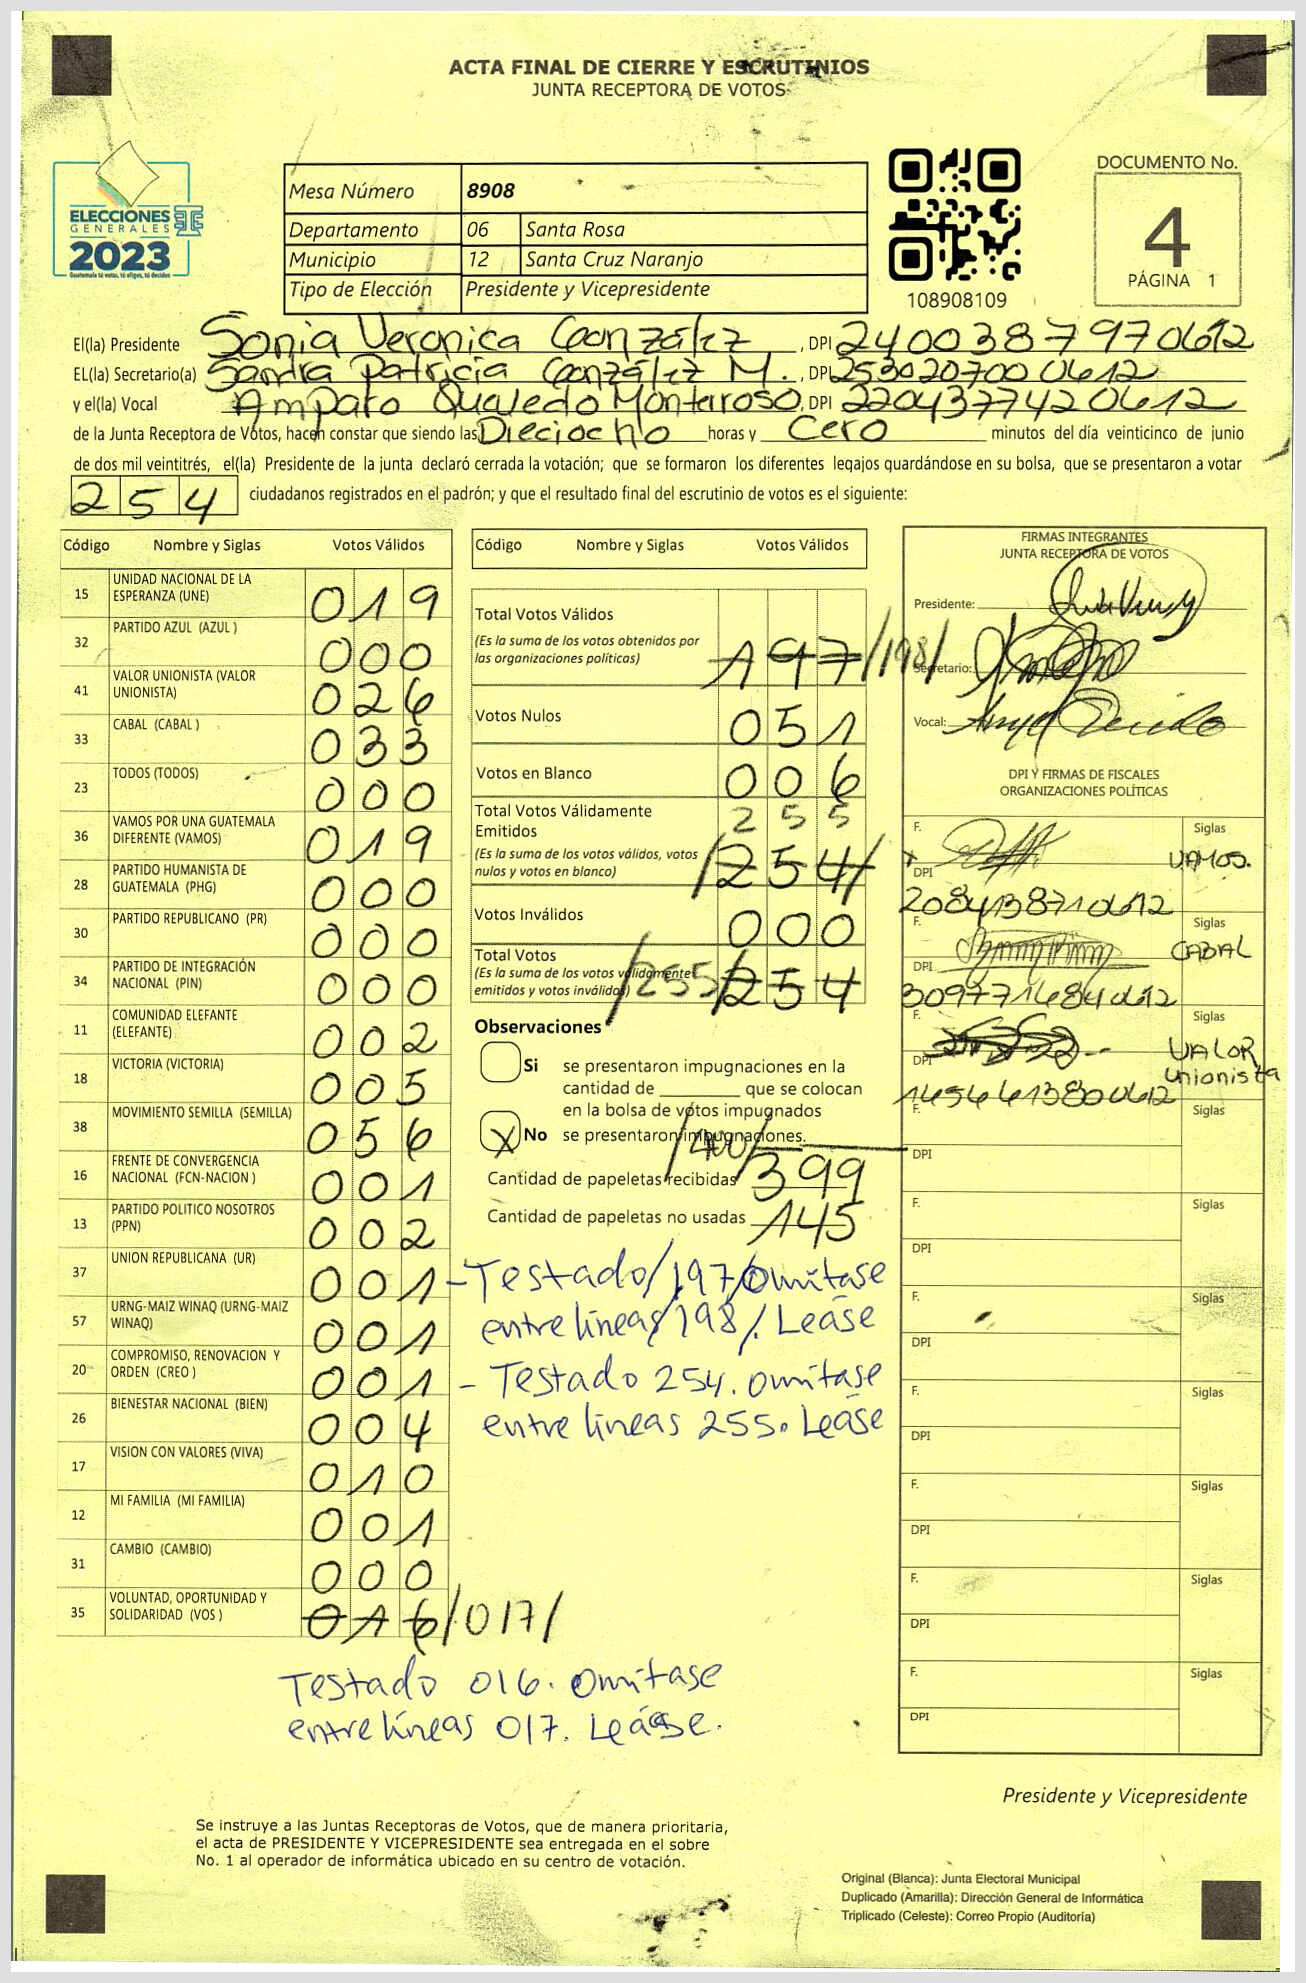 ACTA FINAL DE CIERRE Y ESCRUTINIOS
JUNTA RECEPTORA DE VOTOS
ELECCIONES
GENERALES
2023
Guatemala tú votas, tú eliges, tú decides
Mesa Número 8908
Departamento 06 Santa Rosa
Municipio 12 Santa Cruz Naranjo
Tipo de Elección Presidente y Vicepresidente
108908109
DOCUMENTO No.
4
PÁGINA 1
El(la) Presidente Sonia Veronica Gonzálz , DPI 2400387970612
EL(la) Secretario(a) Sandra Patricia Gonzálz M. , DPI 2530207000612
y el(la) Vocal Amparo Quevedo Monterroso, DPI 2204377420612
de la Junta Receptora de Votos, hacen constar que siendo las Dieciocho horas y Cero minutos del día veinticinco de junio
de dos mil veintitrés, el(la) Presidente de la junta declaró cerrada la votación; que se formaron los diferentes legajos quardándose en su bolsa, que se presentaron a votar
254 ciudadanos registrados en el padrón; y que el resultado final del escrutinio de votos es el siguiente:
Código Nombre y Siglas Votos Válidos
15 UNIDAD NACIONAL DE LA ESPERANZA (UNE) 019
32 PARTIDO AZUL (AZUL ) 000
41 VALOR UNIONISTA (VALOR UNIONISTA) 026
33 CABAL (CABAL ) 033
23 TODOS (TODOS) 000
36 VAMOS POR UNA GUATEMALA DIFERENTE (VAMOS) 019
28 PARTIDO HUMANISTA DE GUATEMALA (PHG) 000
30 PARTIDO REPUBLICANO (PR) 000
34 PARTIDO DE INTEGRACIÓN NACIONAL (PIN) 000
11 COMUNIDAD ELEFANTE (ELEFANTE) 002
18 VICTORIA (VICTORIA) 005
38 MOVIMIENTO SEMILLA (SEMILLA) 056
16 FRENTE DE CONVERGENCIA NACIONAL (FCN-NACION ) 001
13 PARTIDO POLITICO NOSOTROS (PPN) 002
37 UNION REPUBLICANA (UR) 001
57 URNG-MAIZ WINAQ (URNG-MAIZ WINAQ) 001
20 COMPROMISO, RENOVACION Y ORDEN (CREO ) 001
26 BIENESTAR NACIONAL (BIEN) 004
17 VISION CON VALORES (VIVA) 010
12 MI FAMILIA (MI FAMILIA) 001
31 CAMBIO (CAMBIO) 000
35 VOLUNTAD, OPORTUNIDAD Y SOLIDARIDAD (VOS ) 016 /017/
Testado 016. Omítase
entre líneas 017. Leáse.
Código Nombre y Siglas Votos Válidos
Total Votos Válidos
(Es la suma de los votos obtenidos por
las organizaciones políticas) 197 /198/
Votos Nulos 051
Votos en Blanco 006
Total Votos Válidamente
Emitidos 255
(Es la suma de los votos válidos, votos
nulos y votos en blanco) /254/
Votos Inválidos 000
Total Votos
(Es la suma de los votos válidamente
emitidos y votos inválidos) /255/ 254
Observaciones
Si se presentaron impugnaciones en la
cantidad de ________ que se colocan
en la bolsa de votos impugnados
X No se presentaron impugnaciones.
/400/
Cantidad de papeletas recibidas 399
Cantidad de papeletas no usadas 145
- Testado /197/ Omítase
entre líneas /198/. Leáse
- Testado 254. Omítase
entre líneas 255. Leáse
FIRMAS INTEGRANTES
JUNTA RECEPTORA DE VOTOS
Presidente:
Secretario:
Vocal:
DPI Y FIRMAS DE FISCALES
ORGANIZACIONES POLÍTICAS
F. Siglas
VAMOS.
DPI
2084138710612
F. Siglas
CABAL
DPI
3097714840612
F. Siglas
VALOR
Unionista
DPI
1454641380612
F. Siglas
DPI
F. Siglas
DPI
F. Siglas
DPI
F. Siglas
DPI
F. Siglas
DPI
F. Siglas
DPI
F. Siglas
DPI
Presidente y Vicepresidente
Se instruye a las Juntas Receptoras de Votos, que de manera prioritaria,
el acta de PRESIDENTE Y VICEPRESIDENTE sea entregada en el sobre
No. 1 al operador de informática ubicado en su centro de votación.
Original (Blanca): Junta Electoral Municipal
Duplicado (Amarilla): Dirección General de Informática
Triplicado (Celeste): Correo Propio (Auditoría)